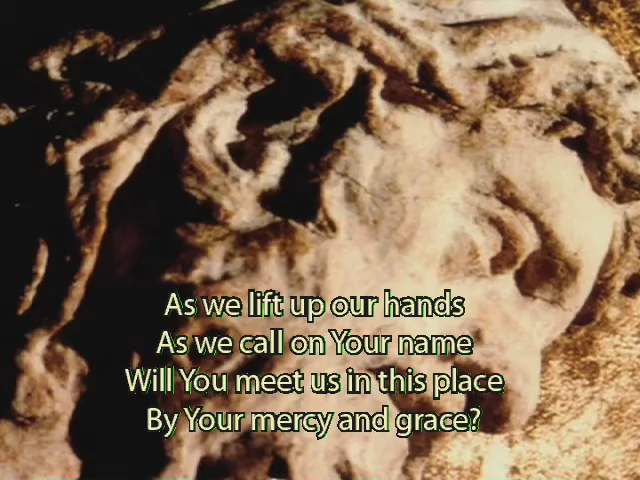 As we lift up our hands
As we call on Your name
Will You meet us in this place
By Your mercy and grace?